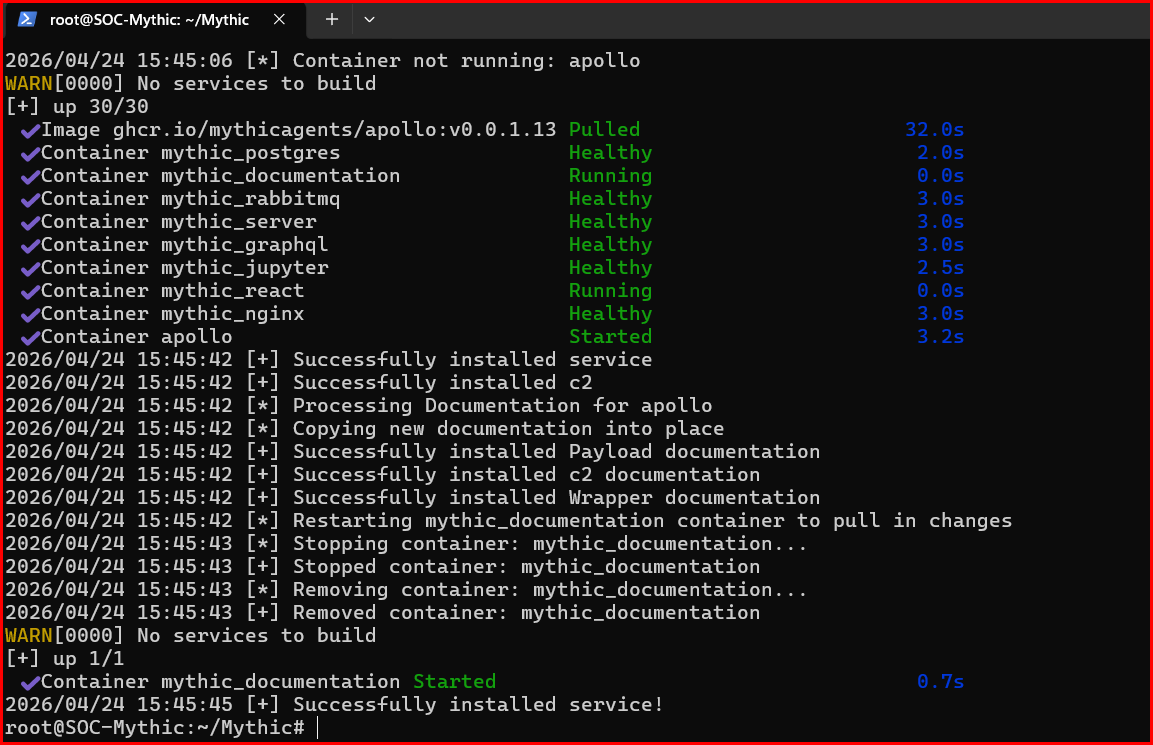 root@SOC-Mythic: ~/Mythic
2026/04/24 15:45:06 [*] Container not running: apollo
WARN[0000] No services to build
[+] up 30/30
✔Image ghcr.io/mythicagents/apollo:v0.0.1.13 Pulled 32.0s
✔Container mythic_postgres Healthy 2.0s
✔Container mythic_documentation Running 0.0s
✔Container mythic_rabbitmq Healthy 3.0s
✔Container mythic_server Healthy 3.0s
✔Container mythic_graphql Healthy 3.0s
✔Container mythic_jupyter Healthy 2.5s
✔Container mythic_react Running 0.0s
✔Container mythic_nginx Healthy 3.0s
✔Container apollo Started 3.2s
2026/04/24 15:45:42 [+] Successfully installed service
2026/04/24 15:45:42 [+] Successfully installed c2
2026/04/24 15:45:42 [*] Processing Documentation for apollo
2026/04/24 15:45:42 [*] Copying new documentation into place
2026/04/24 15:45:42 [+] Successfully installed Payload documentation
2026/04/24 15:45:42 [+] Successfully installed c2 documentation
2026/04/24 15:45:42 [+] Successfully installed Wrapper documentation
2026/04/24 15:45:42 [*] Restarting mythic_documentation container to pull in changes
2026/04/24 15:45:43 [*] Stopping container: mythic_documentation...
2026/04/24 15:45:43 [+] Stopped container: mythic_documentation
2026/04/24 15:45:43 [*] Removing container: mythic_documentation...
2026/04/24 15:45:43 [+] Removed container: mythic_documentation
WARN[0000] No services to build
[+] up 1/1
✔Container mythic_documentation Started 0.7s
2026/04/24 15:45:45 [+] Successfully installed service!
root@SOC-Mythic:~/Mythic#